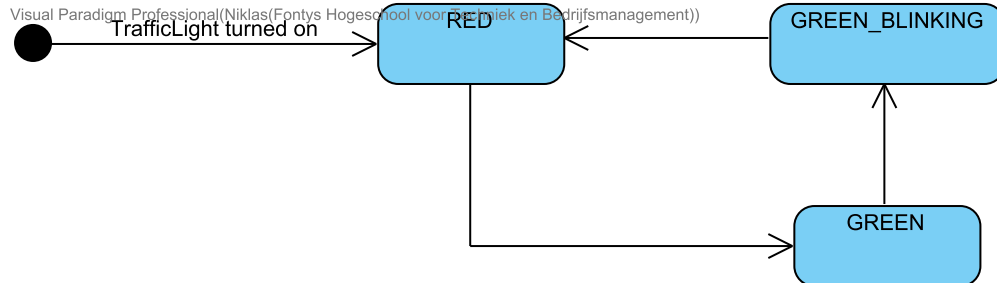 Visual Paradigm Professional(Niklas(Fontys Hogeschool voor Techniek en Bedrijfsmanagement))
TrafficLight turned on
RED
GREEN_BLINKING
GREEN